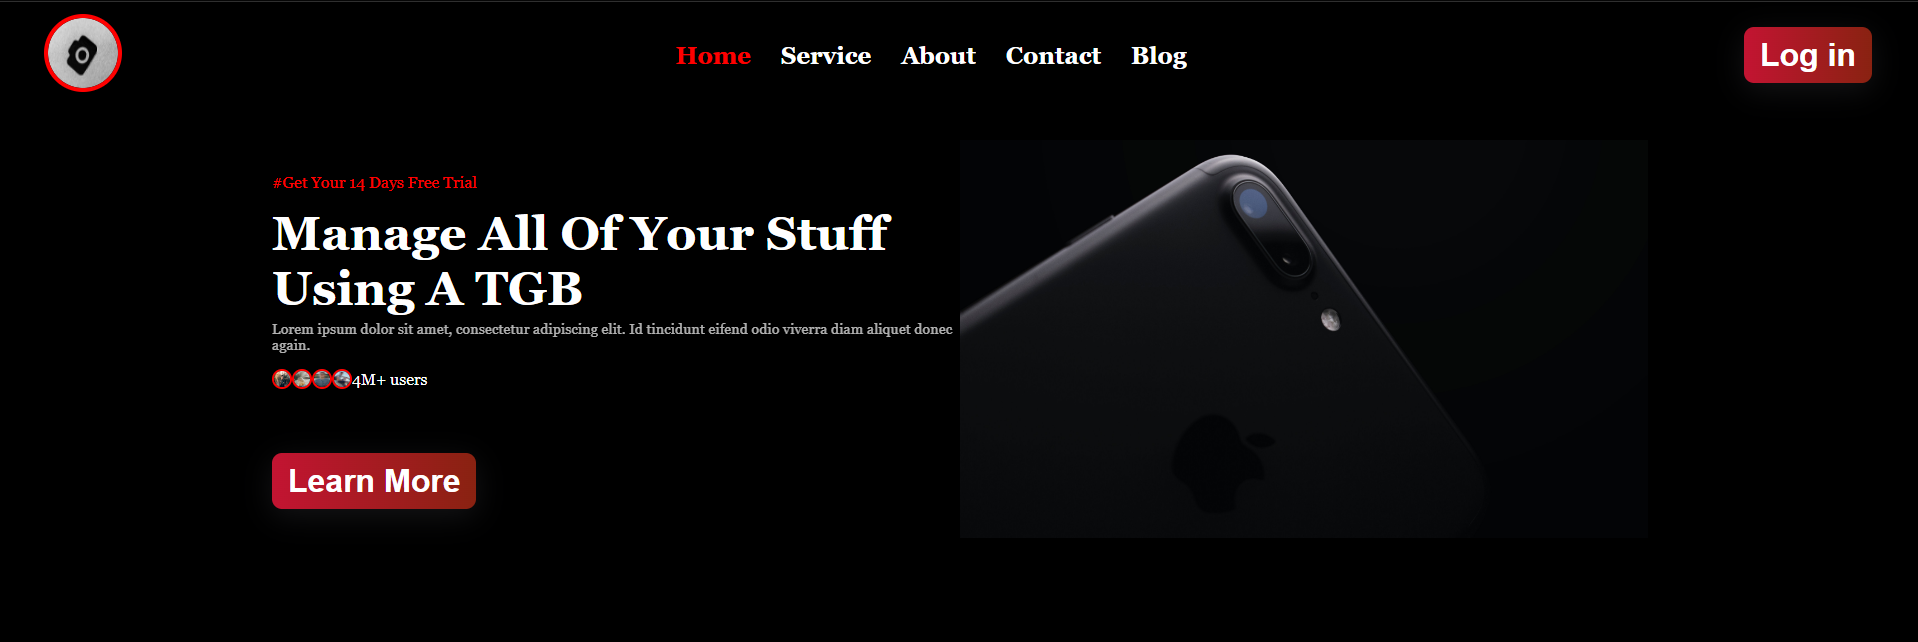 Home Service About Contact Blog
Log in
#Get Your 14 Days Free Trial
Manage All Of Your Stuff
Using A TGB
Lorem ipsum dolor sit amet, consectetur adipiscing elit. Id tincidunt eifend odio viverra diam aliquet donec
again.
4M+ users
Learn More